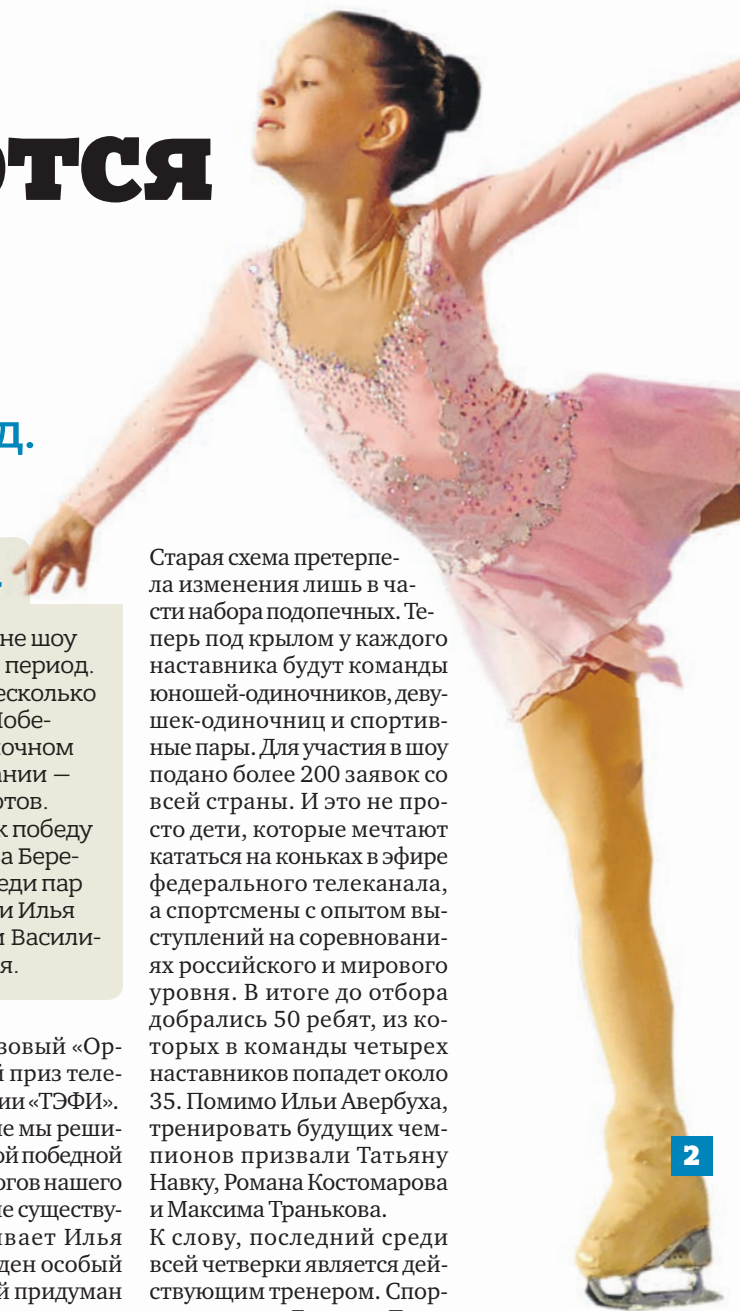 тся
д.
не шоу
период.
есколько
Побе-
ночном
ании —
ртов.
к победу
а Бере-
еди пар
и Илья
и Васили-
я.
зовый «Ор-
й приз теле-
ии «ТЭФИ».
ие мы реши-
ой победной
огов нашего
не существу-
ивает Илья
ден особый
й придуман
Старая схема претерпе-
ла изменения лишь в ча-
сти набора подопечных. Те-
перь под крылом у каждого
наставника будут команды
юношей-одиночников, деву-
шек-одиночниц и спортив-
ные пары. Для участия в шоу
подано более 200 заявок со
всей страны. И это не про-
сто дети, которые мечтают
кататься на коньках в эфире
федерального телеканала,
а спортсмены с опытом вы-
ступлений на соревновани-
ях российского и мирового
уровня. В итоге до отбора
добрались 50 ребят, из ко-
торых в команды четырех
наставников попадет около
35. Помимо Ильи Авербуха,
тренировать будущих чем-
пионов призвали Татьяну
Навку, Романа Костомарова
и Максима Транькова.
К слову, последний среди
всей четверки является дей-
ствующим тренером. Спор-
2